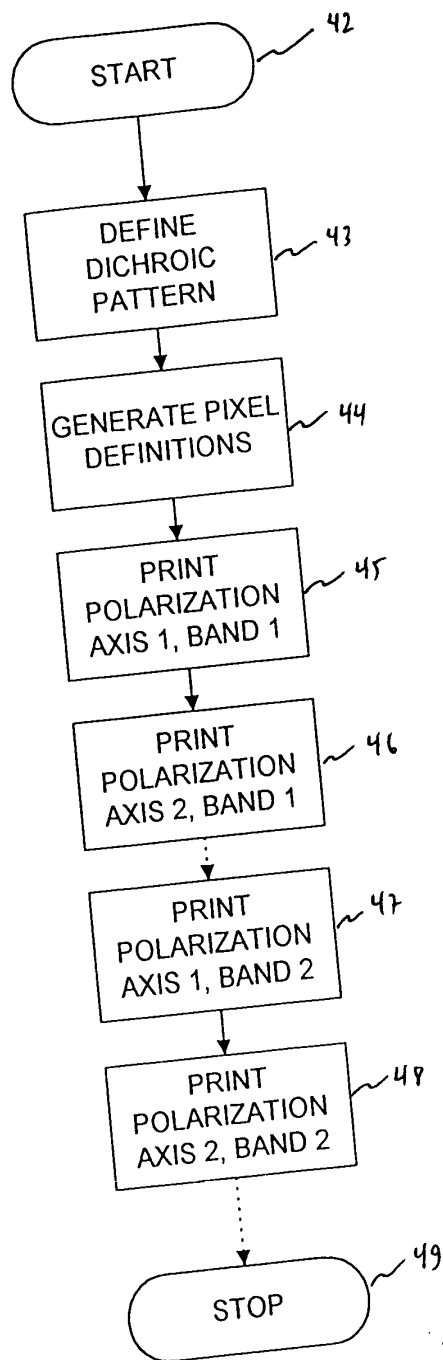 42
START
43
DEFINE
DICHROIC
PATTERN
44
GENERATE PIXEL
DEFINITIONS
45
PRINT
POLARIZATION
AXIS 1, BAND 1
46
PRINT
POLARIZATION
AXIS 2, BAND 1
47
PRINT
POLARIZATION
AXIS 1, BAND 2
48
PRINT
POLARIZATION
AXIS 2, BAND 2
49
STOP